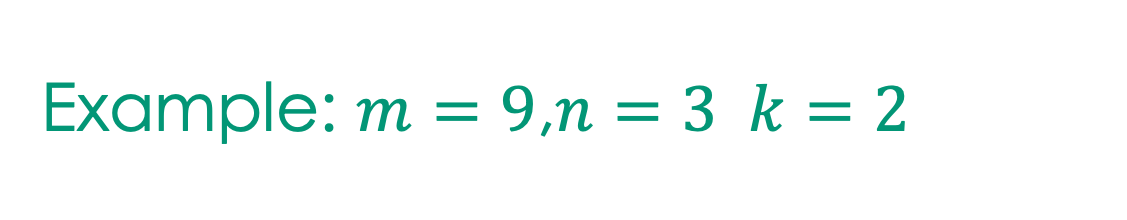 Example: m = 9,n = 3 k = 2